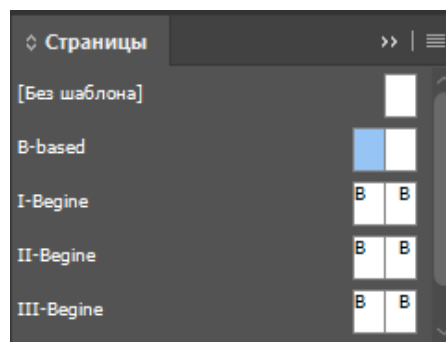 Страницы
[Без шаблона]
B-based
I-Begine
B B
II-Begine
B B
III-Begine
B B